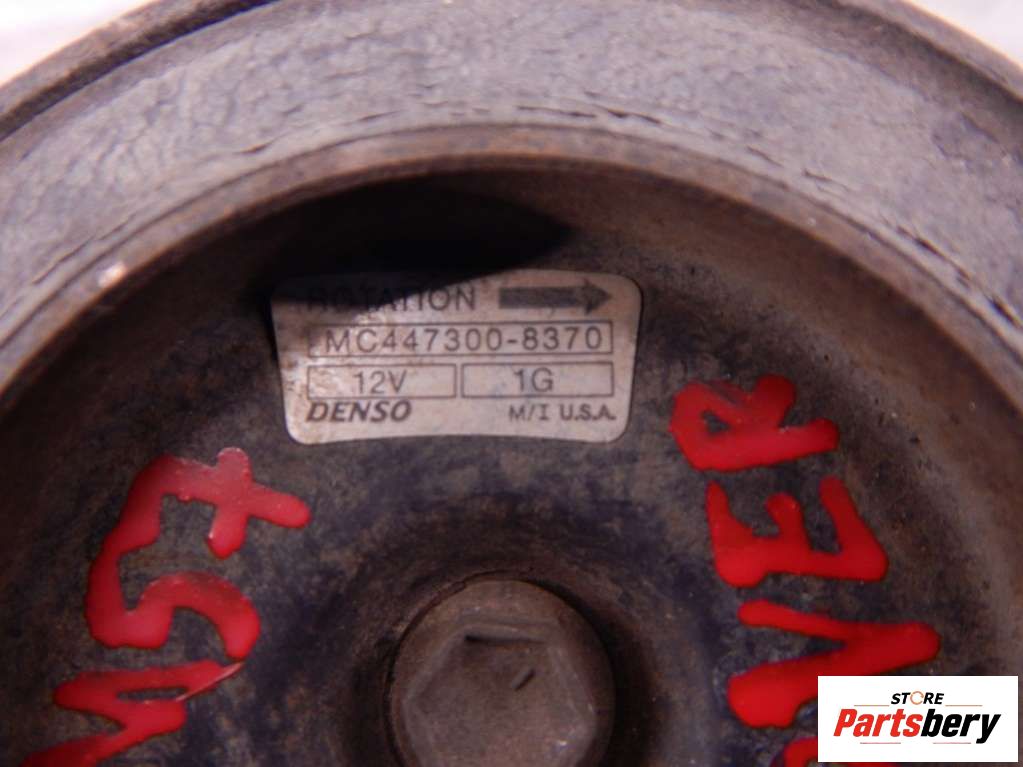 ROTATION
MC447300-8370
12V 1G
DENSO M/I U.S.A.
STORE
Partsbery